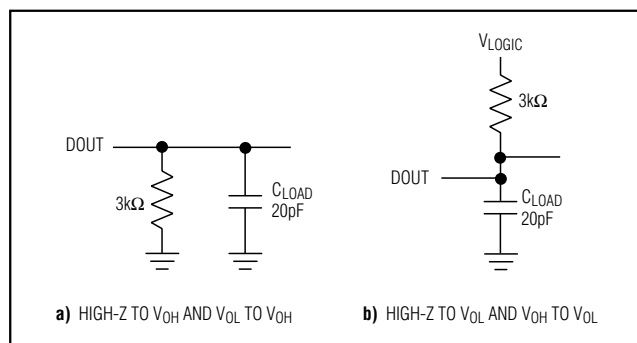 DOUT
3kΩ
CLOAD
20pF
a) HIGH-Z TO VOH AND VOL TO VOH
VLOGIC
3kΩ
DOUT
CLOAD
20pF
b) HIGH-Z TO VOL AND VOH TO VOL